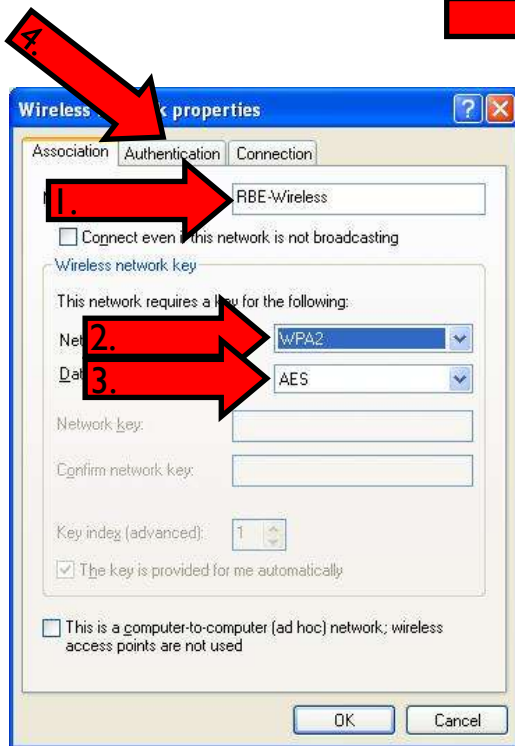 4.
Wireless k properties
Association Authentication Connection
1. RBE-Wireless
Connect even if this network is not broadcasting
Wireless network key
This network requires a key for the following:
2. WPA2
3. AES
Network key:
Confirm network key:
Key index (advanced): 1
The key is provided for me automatically
This is a computer-to-computer (ad hoc) network; wireless
access points are not used
OK Cancel